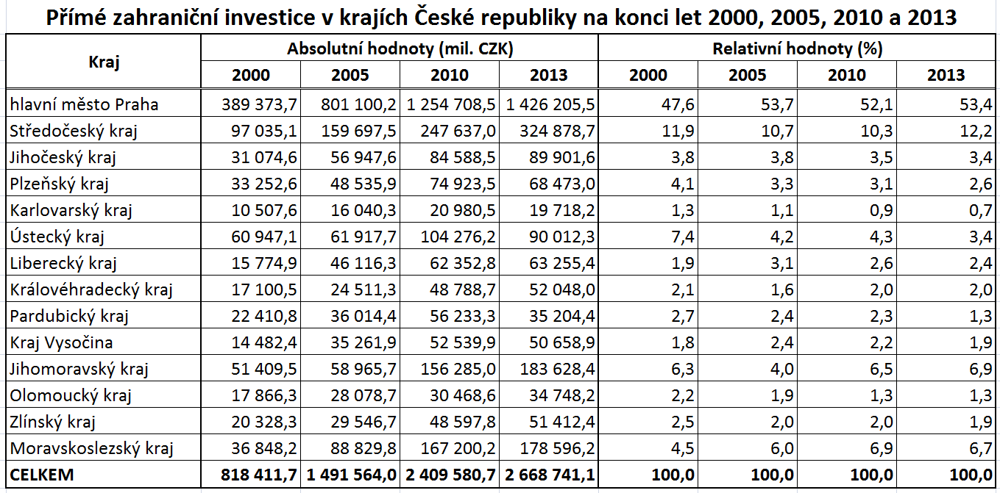 Přímé zahraniční investice v krajích České republiky na konci let 2000, 2005, 2010 a 2013
Kraj Absolutní hodnoty (mil. CZK) Relativní hodnoty (%)
2000 2005 2010 2013 2000 2005 2010 2013
hlavní město Praha 389 373,7 801 100,2 1 254 708,5 1 426 205,5 47,6 53,7 52,1 53,4
Středočeský kraj 97 035,1 159 697,5 247 637,0 324 878,7 11,9 10,7 10,3 12,2
Jihočeský kraj 31 074,6 56 947,6 84 588,5 89 901,6 3,8 3,8 3,5 3,4
Plzeňský kraj 33 252,6 48 535,9 74 923,5 68 473,0 4,1 3,3 3,1 2,6
Karlovarský kraj 10 507,6 16 040,3 20 980,5 19 718,2 1,3 1,1 0,9 0,7
Ústecký kraj 60 947,1 61 917,7 104 276,2 90 012,3 7,4 4,2 4,3 3,4
Liberecký kraj 15 774,9 46 116,3 62 352,8 63 255,4 1,9 3,1 2,6 2,4
Královéhradecký kraj 17 100,5 24 511,3 48 788,7 52 048,0 2,1 1,6 2,0 2,0
Pardubický kraj 22 410,8 36 014,4 56 233,3 35 204,4 2,7 2,4 2,3 1,3
Kraj Vysočina 14 482,4 35 261,9 52 539,9 50 658,9 1,8 2,4 2,2 1,9
Jihomoravský kraj 51 409,5 58 965,7 156 285,0 183 628,4 6,3 4,0 6,5 6,9
Olomoucký kraj 17 866,3 28 078,7 30 468,6 34 748,2 2,2 1,9 1,3 1,3
Zlínský kraj 20 328,3 29 546,7 48 597,8 51 412,4 2,5 2,0 2,0 1,9
Moravskoslezský kraj 36 848,2 88 829,8 167 200,2 178 596,2 4,5 6,0 6,9 6,7
CELKEM 818 411,7 1 491 564,0 2 409 580,7 2 668 741,1 100,0 100,0 100,0 100,0